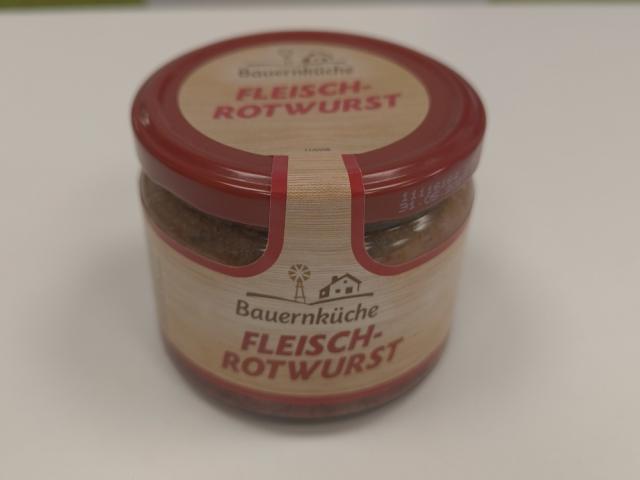 Bauernküche
FLEISCH-
ROTWURST
Bauernküche
FLEISCH-
ROTWURST